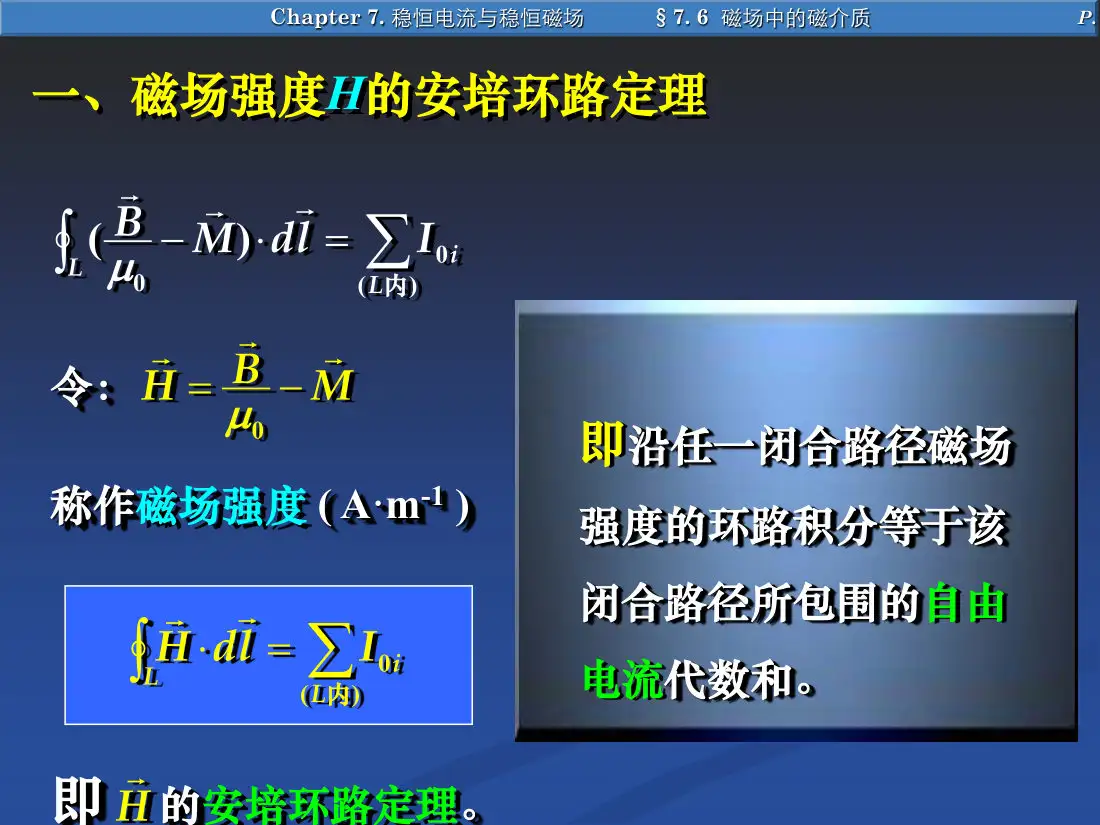 Chapter 7. 稳恒电流与稳恒磁场 §7. 6 磁场中的磁介质 P.
一、磁场强度H的安培环路定理
∮_L (B⃗/μ₀ − M⃗)·dl⃗ = ∑_(L内) I₀ᵢ
令： H⃗ = B⃗/μ₀ − M⃗
称作磁场强度 ( A·m⁻¹ )
∮_L H⃗·dl⃗ = ∑_(L内) I₀ᵢ
即 H⃗ 的安培环路定理。
即沿任一闭合路径磁场
强度的环路积分等于该
闭合路径所包围的自由
电流代数和。